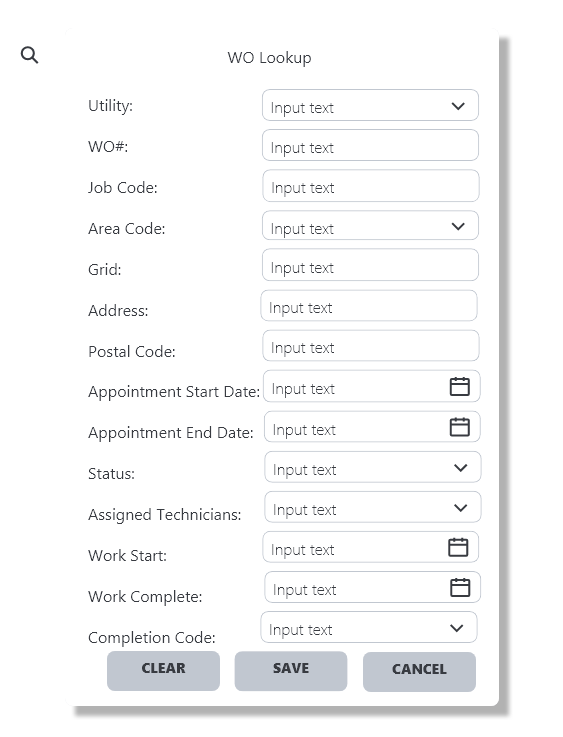 WO Lookup
Utility: Input text
WO#: Input text
Job Code: Input text
Area Code: Input text
Grid: Input text
Address: Input text
Postal Code: Input text
Appointment Start Date: Input text
Appointment End Date: Input text
Status: Input text
Assigned Technicians: Input text
Work Start: Input text
Work Complete: Input text
Completion Code: Input text
CLEAR SAVE CANCEL